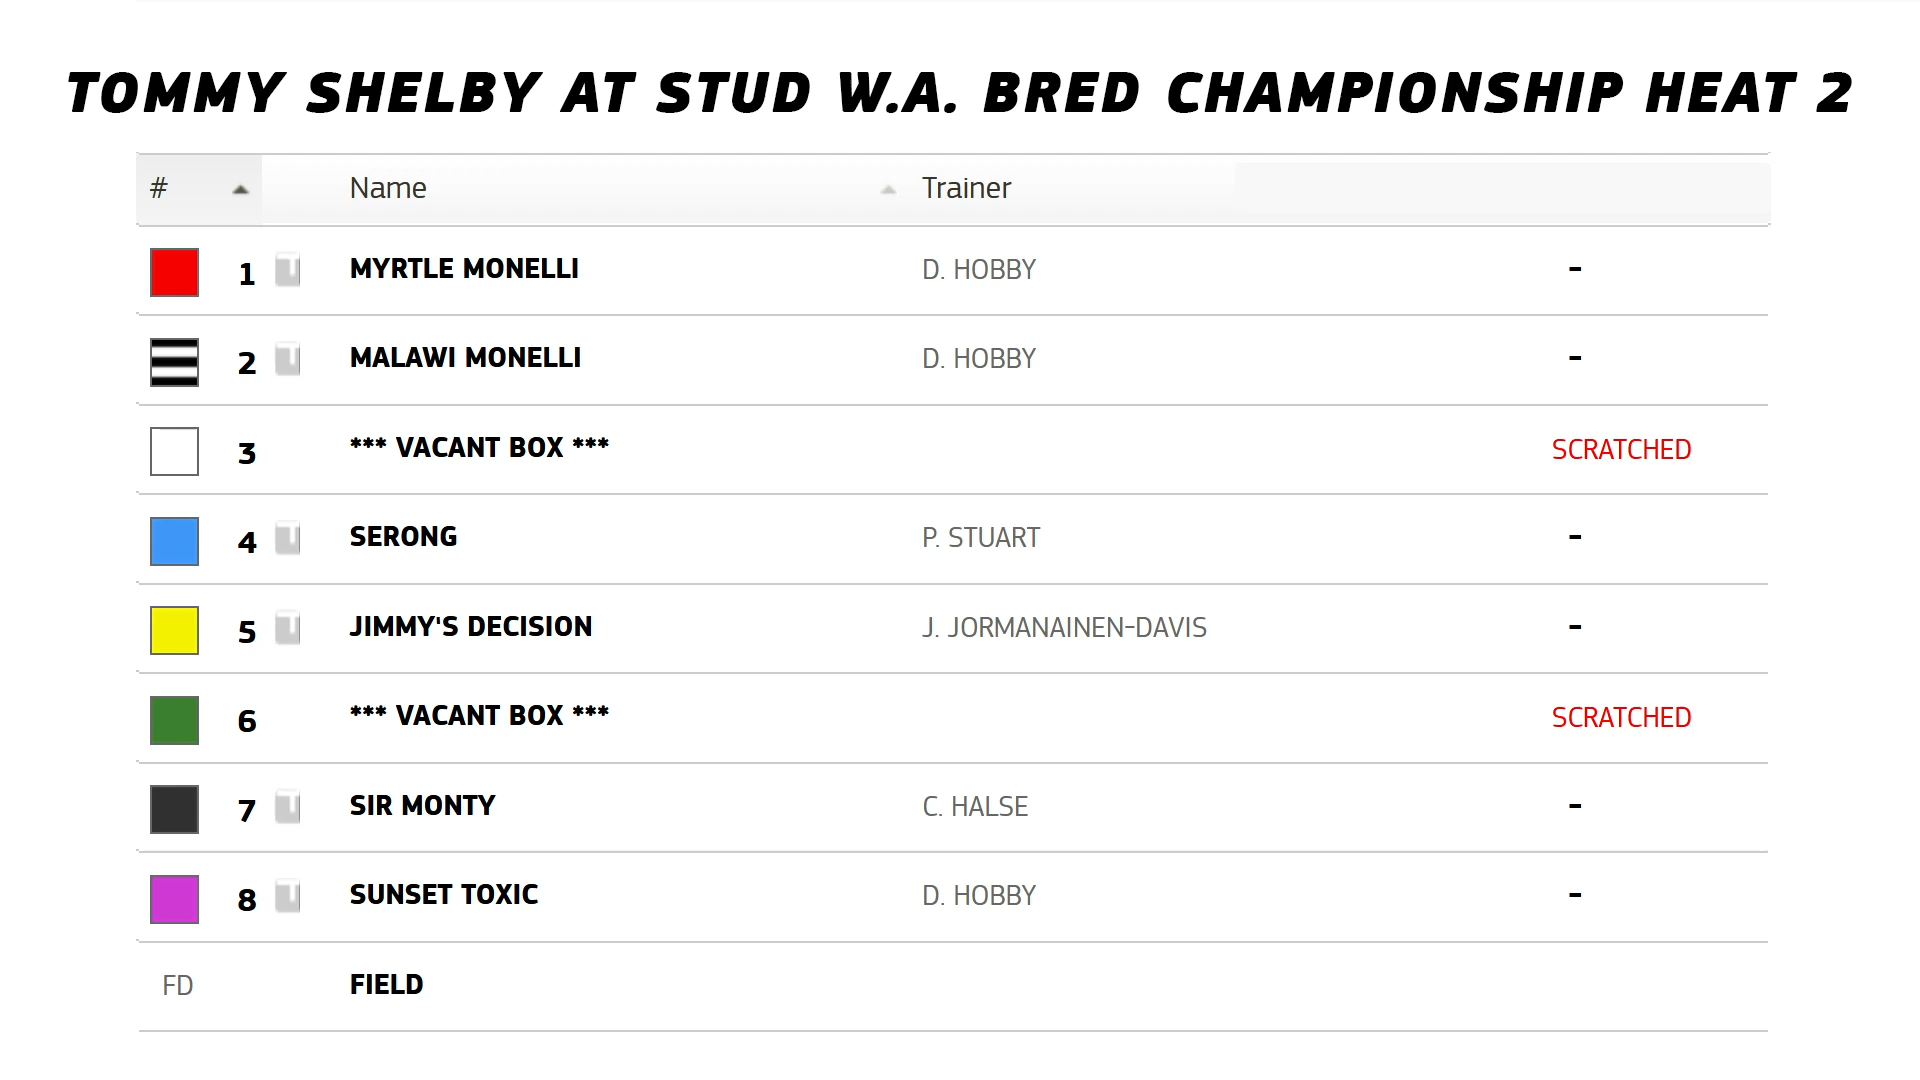 TOMMY SHELBY AT STUD W.A. BRED CHAMPIONSHIP HEAT 2
# Name Trainer
1 MYRTLE MONELLI D. HOBBY -
2 MALAWI MONELLI D. HOBBY -
3 *** VACANT BOX *** SCRATCHED
4 SERONG P. STUART -
5 JIMMY'S DECISION J. JORMANAINEN-DAVIS -
6 *** VACANT BOX *** SCRATCHED
7 SIR MONTY C. HALSE -
8 SUNSET TOXIC D. HOBBY -
FD FIELD